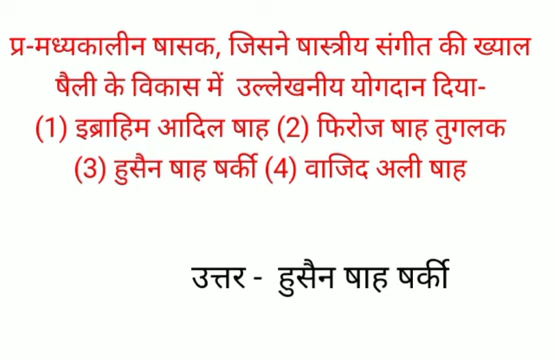 प्र-मध्यकालीन षासक, जिसने षास्त्रीय संगीत की ख्याल
षैली के विकास में उल्लेखनीय योगदान दिया-
(1) इब्राहिम आदिल षाह (2) फिरोज षाह तुगलक
(3) हुसैन षाह षर्की (4) वाजिद अली षाह
उत्तर - हुसैन षाह षर्की